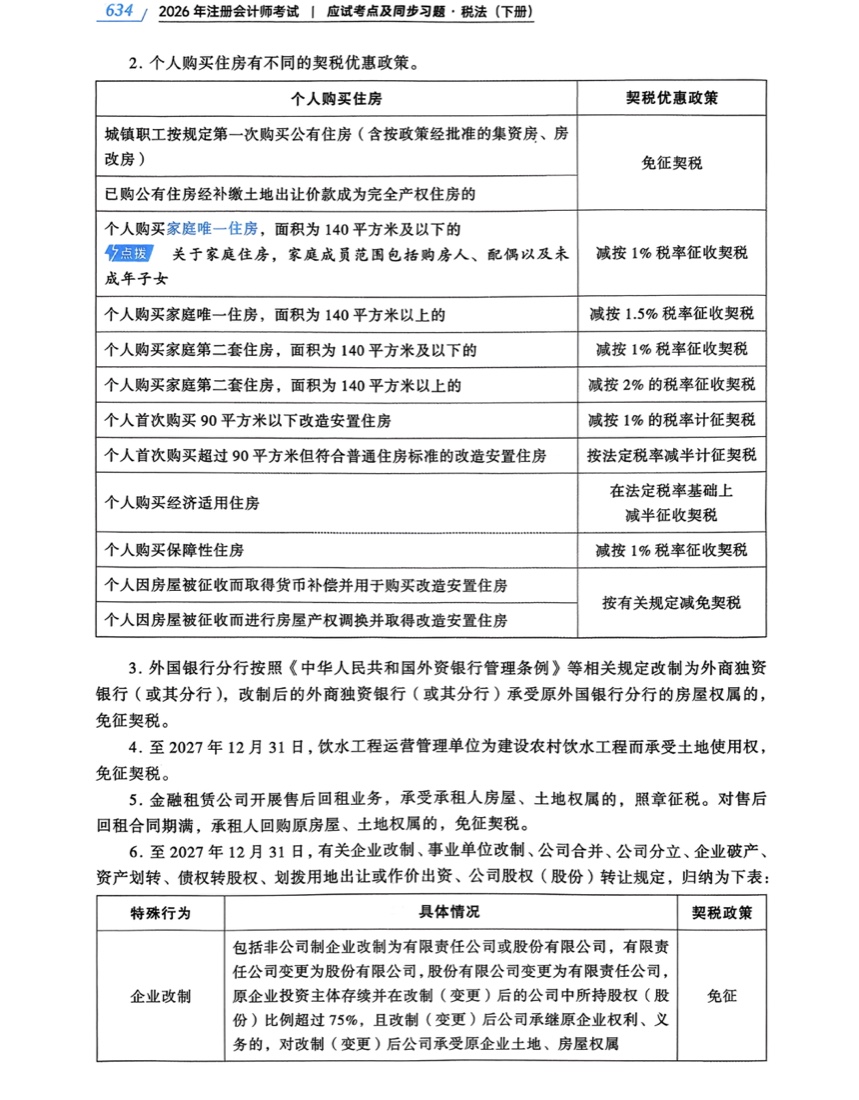 634 2026年注册会计师考试 | 应试考点及同步习题·税法（下册）
2. 个人购买住房有不同的契税优惠政策。
个人购买住房 契税优惠政策
城镇职工按规定第一次购买公有住房（含按政策经批准的集资房、房
改房）
免征契税
已购公有住房经补缴土地出让价款成为完全产权住房的
个人购买家庭唯一住房，面积为140平方米及以下的
点拨 关于家庭住房，家庭成员范围包括购房人、配偶以及未
成年子女
减按1%税率征收契税
个人购买家庭唯一住房，面积为140平方米以上的 减按1.5%税率征收契税
个人购买家庭第二套住房，面积为140平方米及以下的 减按1%税率征收契税
个人购买家庭第二套住房，面积为140平方米以上的 减按2%的税率征收契税
个人首次购买90平方米以下改造安置住房 减按1%的税率计征契税
个人首次购买超过90平方米但符合普通住房标准的改造安置住房 按法定税率减半计征契税
个人购买经济适用住房 在法定税率基础上
减半征收契税
个人购买保障性住房 减按1%税率征收契税
个人因房屋被征收而取得货币补偿并用于购买改造安置住房
按有关规定减免契税
个人因房屋被征收而进行房屋产权调换并取得改造安置住房
3. 外国银行分行按照《中华人民共和国外资银行管理条例》等相关规定改制为外商独资
银行（或其分行），改制后的外商独资银行（或其分行）承受原外国银行分行的房屋权属的，
免征契税。
4. 至2027年12月31日，饮水工程运营管理单位为建设农村饮水工程而承受土地使用权，
免征契税。
5. 金融租赁公司开展售后回租业务，承受承租人房屋、土地权属的，照章征税。对售后
回租合同期满，承租人回购原房屋、土地权属的，免征契税。
6. 至2027年12月31日，有关企业改制、事业单位改制、公司合并、公司分立、企业破产、
资产划转、债权转股权、划拨用地出让或作价出资、公司股权（股份）转让规定，归纳为下表：
特殊行为 具体情况 契税政策
企业改制
包括非公司制企业改制为有限责任公司或股份有限公司，有限责
任公司变更为股份有限公司，股份有限公司变更为有限责任公司，
原企业投资主体存续并在改制（变更）后的公司中所持股权（股
份）比例超过75%，且改制（变更）后公司承继原企业权利、义
务的，对改制（变更）后公司承受原企业土地、房屋权属
免征